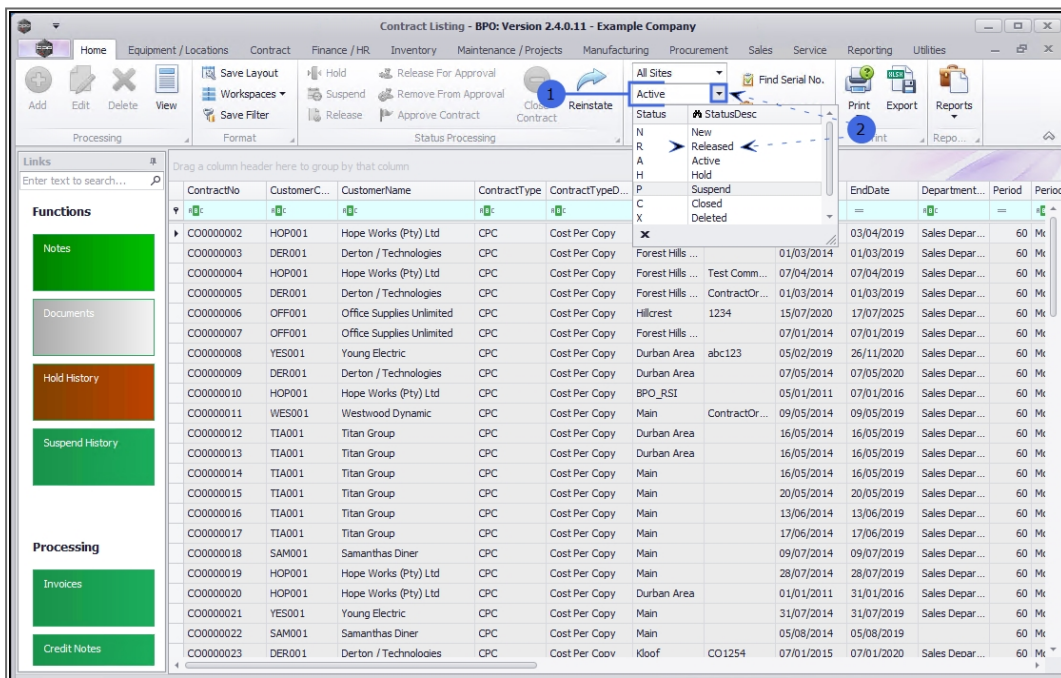 Contract Listing - BPO: Version 2.4.0.11 - Example Company
Home Equipment / Locations Contract Finance / HR Inventory Maintenance / Projects Manufacturing Procurement Sales Service Reporting Utilities
Add Edit Delete View
Processing
Save Layout
Workspaces
Save Filter
Format
Hold Release For Approval
Suspend Remove From Approval
Release Approve Contract
Close Contract
Reinstate
Status Processing
All Sites
Active
Find Serial No.
1
2
Print Export
Reports
Repo...
Status StatusDesc
N New
R Released
A Active
H Hold
P Suspend
C Closed
X Deleted
Links
Enter text to search...
Functions
Notes
Documents
Hold History
Suspend History
Processing
Invoices
Credit Notes
Drag a column header here to group by that column
ContractNo CustomerC... CustomerName ContractType ContractTypeD... EndDate Department... Period
CO0000002 HOP001 Hope Works (Pty) Ltd CPC Cost Per Copy 03/04/2019 Sales Depar... 60
CO0000003 DER001 Derton / Technologies CPC Cost Per Copy Forest Hills ... 01/03/2014 01/03/2019 Sales Depar... 60
CO0000004 HOP001 Hope Works (Pty) Ltd CPC Cost Per Copy Forest Hills ... Test Comm... 07/04/2014 07/04/2019 Sales Depar... 60
CO0000005 DER001 Derton / Technologies CPC Cost Per Copy Forest Hills ... ContractOr... 01/03/2014 01/03/2019 Sales Depar... 60
CO0000006 OFF001 Office Supplies Unlimited CPC Cost Per Copy Hillcrest 1234 15/07/2020 17/07/2025 Sales Depar... 60
CO0000007 OFF001 Office Supplies Unlimited CPC Cost Per Copy Forest Hills ... 07/01/2014 07/01/2019 Sales Depar... 60
CO0000008 YES001 Young Electric CPC Cost Per Copy Durban Area abc123 05/02/2019 26/11/2020 Sales Depar... 60
CO0000009 DER001 Derton / Technologies CPC Cost Per Copy Durban Area 07/05/2014 07/05/2020 Sales Depar... 60
CO0000010 HOP001 Hope Works (Pty) Ltd CPC Cost Per Copy BPO_RSI 05/01/2011 07/01/2016 Sales Depar... 60
CO0000011 WES001 Westwood Dynamic CPC Cost Per Copy Main ContractOr... 09/05/2014 09/05/2019 Sales Depar... 60
CO0000012 TIA001 Titan Group CPC Cost Per Copy Durban Area 16/05/2014 16/05/2019 Sales Depar... 60
CO0000013 TIA001 Titan Group CPC Cost Per Copy Durban Area 16/05/2014 16/05/2019 Sales Depar... 60
CO0000014 TIA001 Titan Group CPC Cost Per Copy Main 16/05/2014 16/05/2019 Sales Depar... 60
CO0000015 TIA001 Titan Group CPC Cost Per Copy Main 20/05/2014 20/05/2019 Sales Depar... 60
CO0000016 TIA001 Titan Group CPC Cost Per Copy Main 13/06/2014 13/06/2019 Sales Depar... 60
CO0000017 TIA001 Titan Group CPC Cost Per Copy Main 17/06/2014 17/06/2019 Sales Depar... 60
CO0000018 SAM001 Samanthas Diner CPC Cost Per Copy Main 09/07/2014 09/07/2019 Sales Depar... 60
CO0000019 HOP001 Hope Works (Pty) Ltd CPC Cost Per Copy Main 28/07/2014 28/07/2019 Sales Depar... 60
CO0000020 HOP001 Hope Works (Pty) Ltd CPC Cost Per Copy Durban Area 01/01/2011 31/01/2016 Sales Depar... 60
CO0000021 YES001 Young Electric CPC Cost Per Copy Main 31/07/2014 31/07/2019 Sales Depar... 60
CO0000022 SAM001 Samanthas Diner CPC Cost Per Copy Main 05/08/2014 05/08/2019 60
CO0000023 DER001 Derton / Technologies CPC Cost Per Copy Kloof CO1254 07/01/2015 07/01/2020 Sales Depar... 60